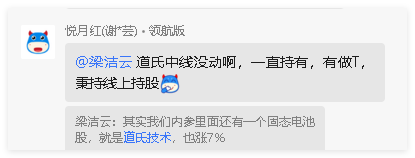 悦月红(谢*芸)·领航版
@梁洁云 道氏中线没动啊，一直持有，有做T，
秉持线上持股
梁洁云：其实我们内参里面还有一个固态电池
股，就是道氏技术，也涨7%